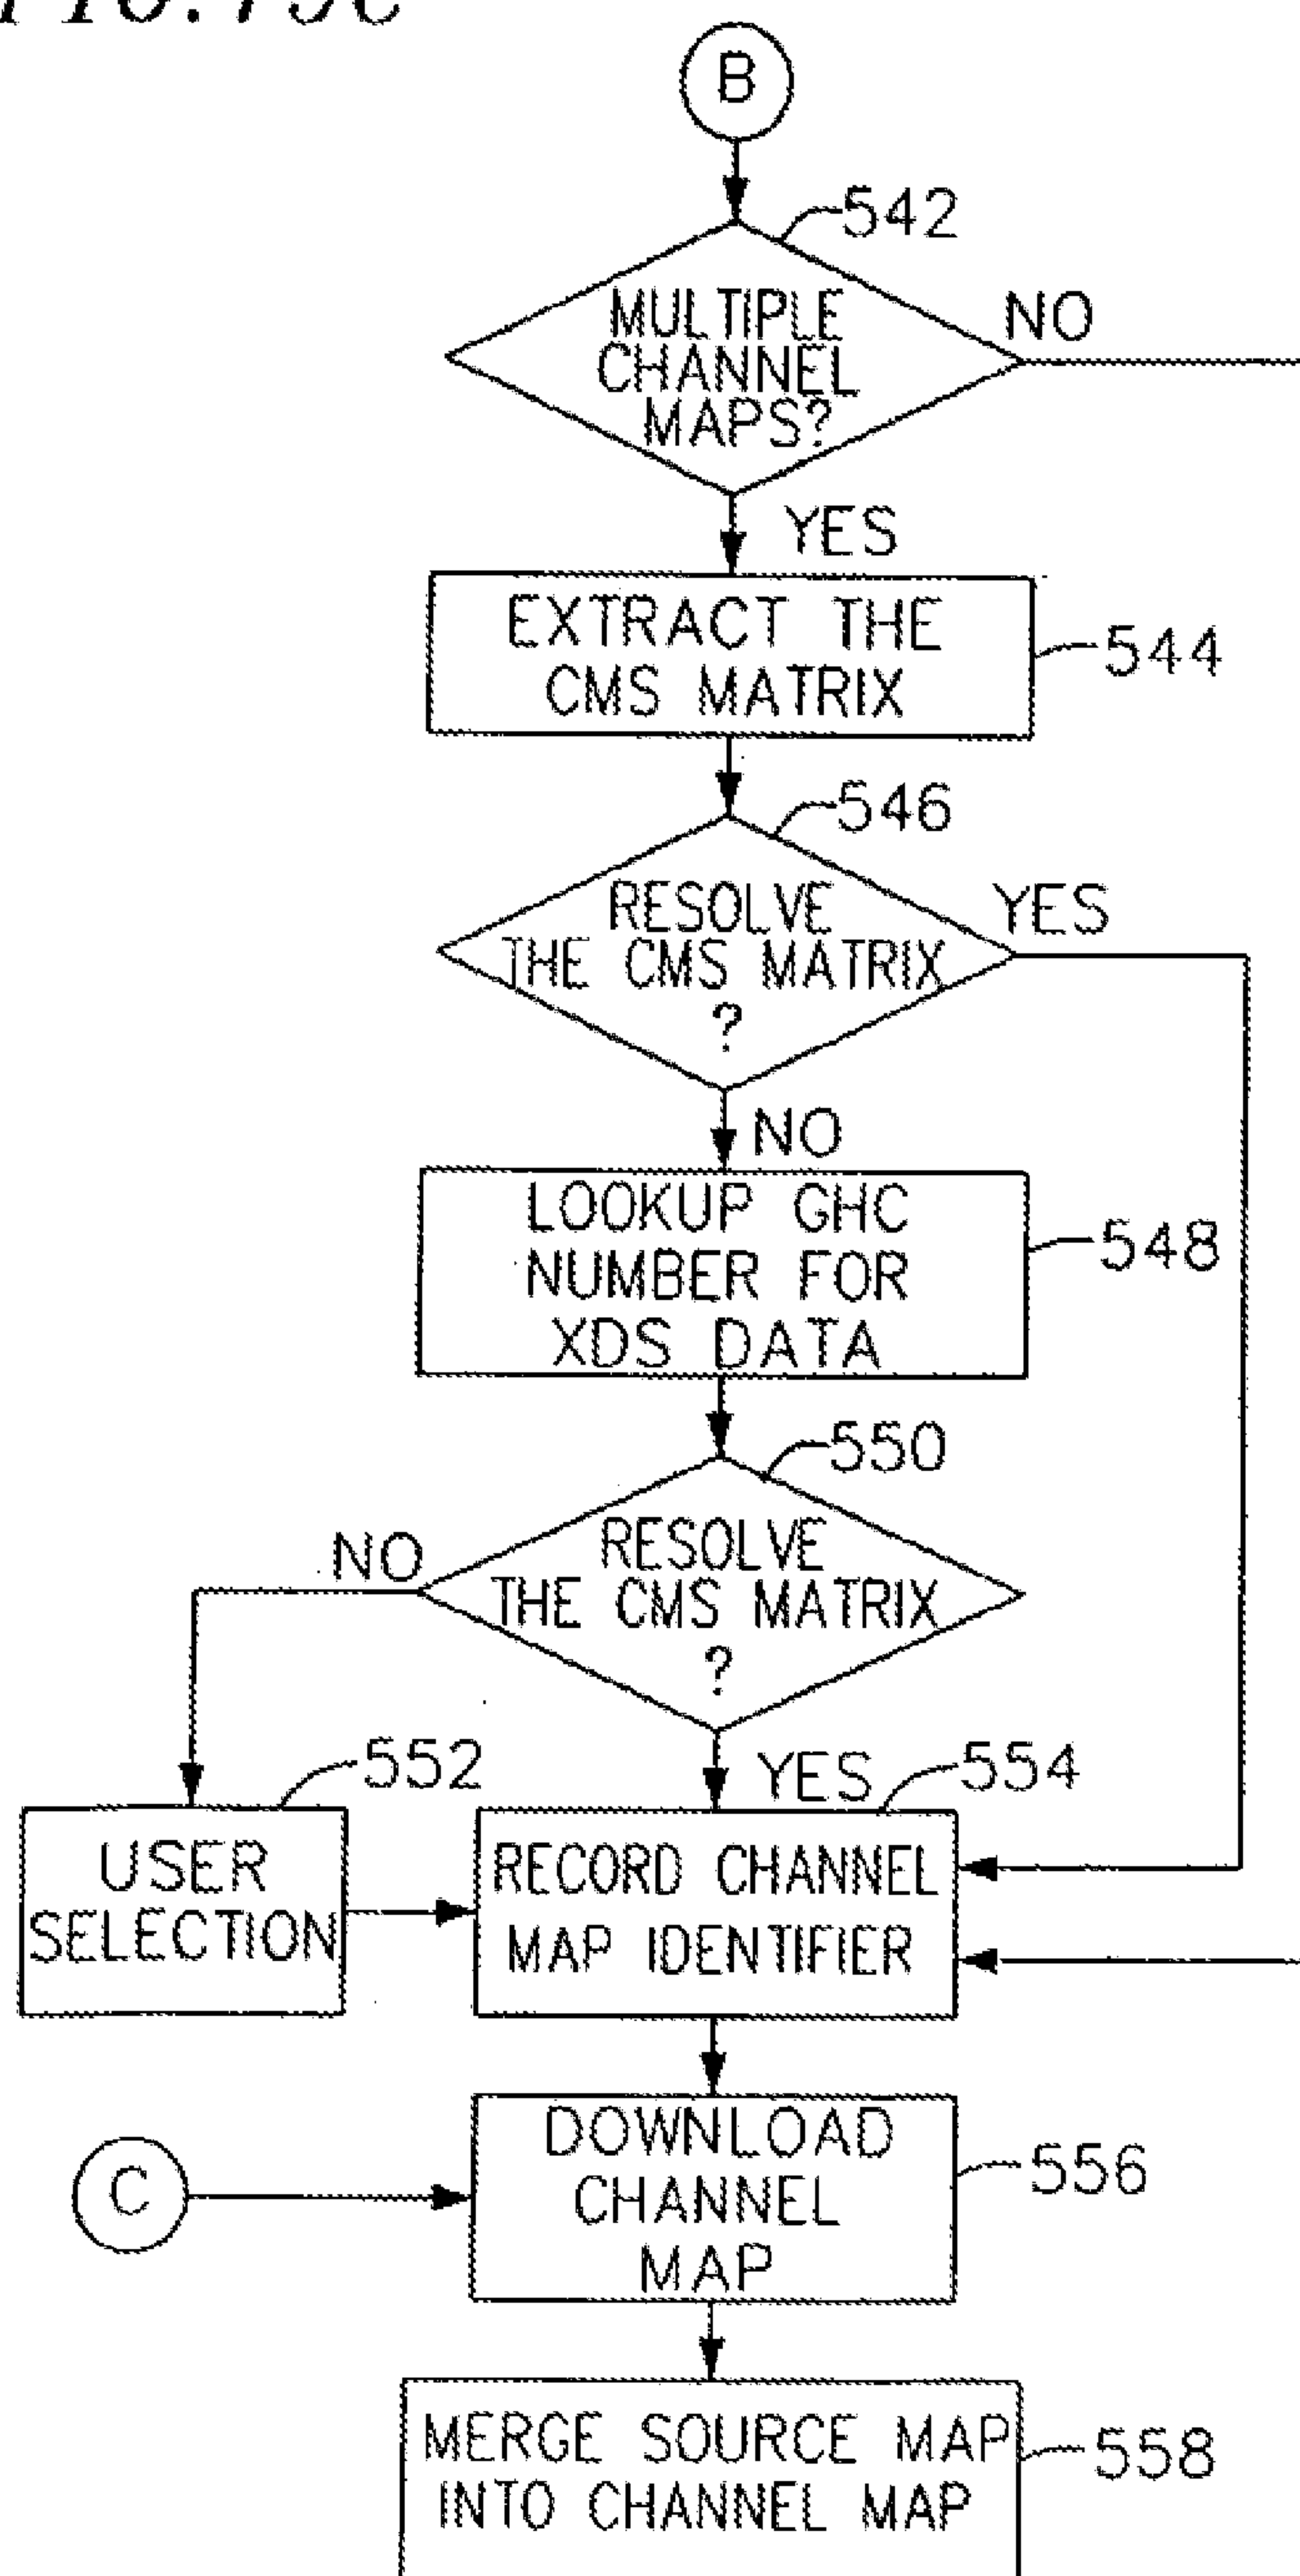 B
542
MULTIPLE
CHANNEL
MAPS?
NO
YES
EXTRACT THE
CMS MATRIX
544
546
RESOLVE
THE CMS MATRIX
?
YES
NO
LOOKUP GHC
NUMBER FOR
XDS DATA
548
550
RESOLVE
THE CMS MATRIX
?
NO
YES
552
USER
SELECTION
554
RECORD CHANNEL
MAP IDENTIFIER
C
DOWNLOAD
CHANNEL
MAP
556
MERGE SOURCE MAP
INTO CHANNEL MAP
558